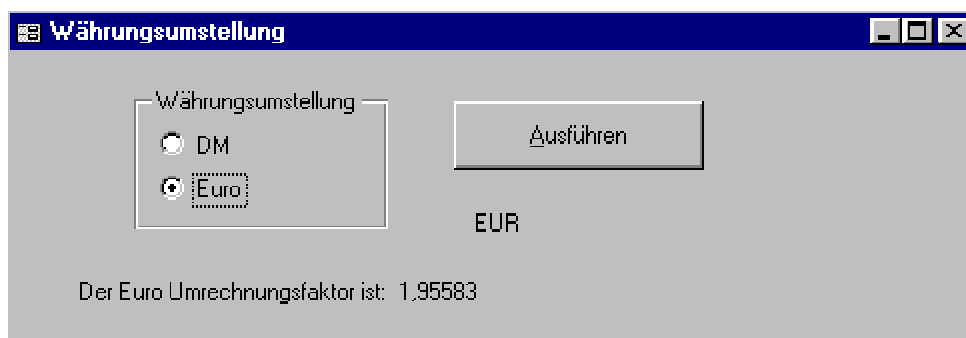 Währungsumstellung
Währungsumstellung
DM
Euro
Ausführen
EUR
Der Euro Umrechnungsfaktor ist: 1,95583